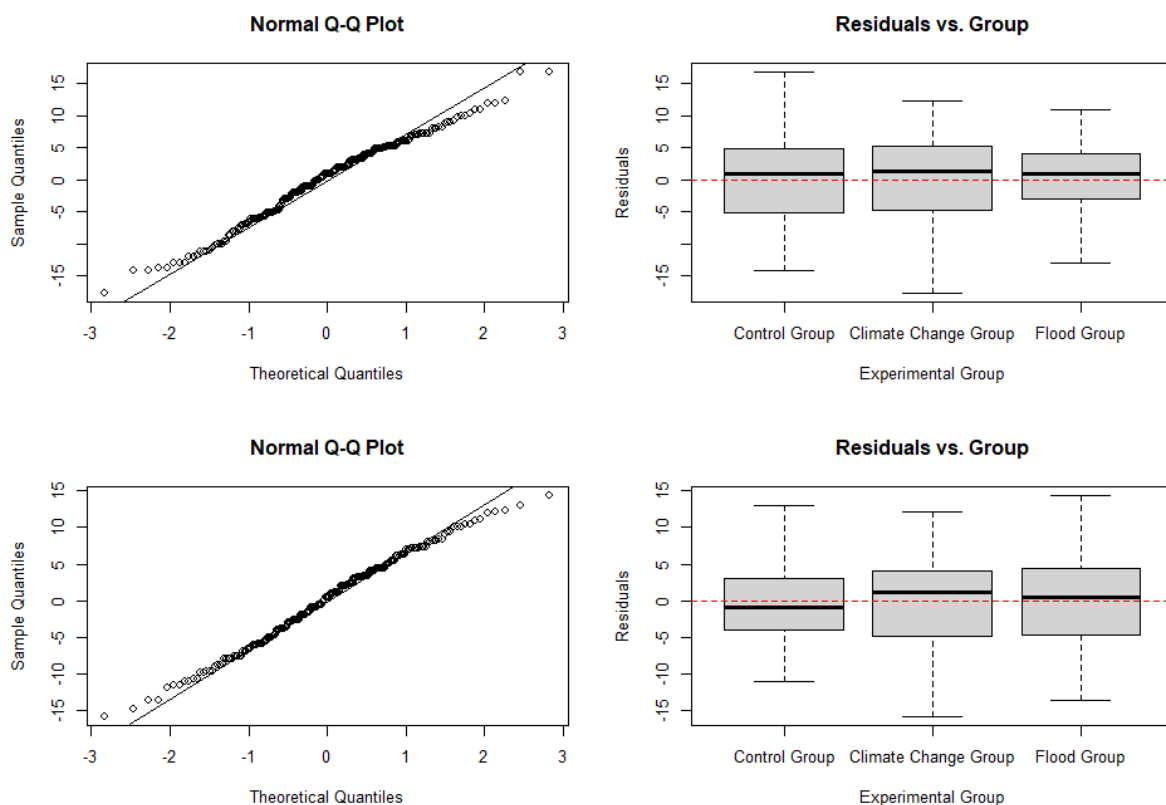 Normal Q-Q Plot
Sample Quantiles
15
10
5
0
-5
-15
-3
-2
-1
0
1
2
3
Theoretical Quantiles
Residuals vs. Group
Residuals
15
10
5
0
-5
-15
Control Group
Climate Change Group
Flood Group
Experimental Group
Normal Q-Q Plot
Sample Quantiles
15
10
5
0
-5
-10
-15
-3
-2
-1
0
1
2
3
Theoretical Quantiles
Residuals vs. Group
Residuals
15
10
5
0
-5
-10
-15
Control Group
Climate Change Group
Flood Group
Experimental Group